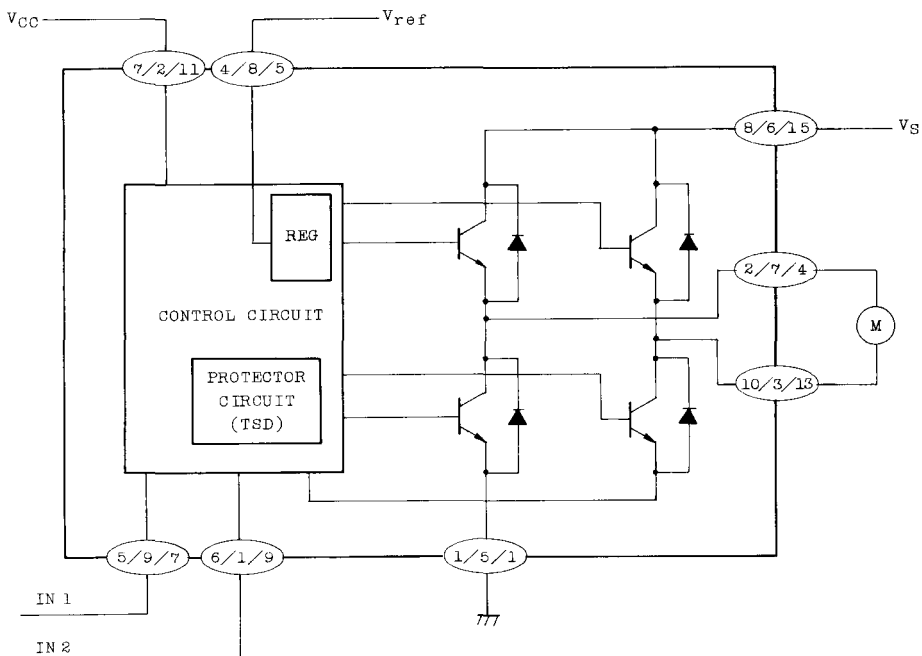 VCC
Vref
7/2/11
4/8/5
8/6/15
VS
REG
2/7/4
CONTROL CIRCUIT
M
PROTECTOR
CIRCUIT
(TSD)
10/3/13
5/9/7
6/1/9
1/5/1
IN 1
IN 2